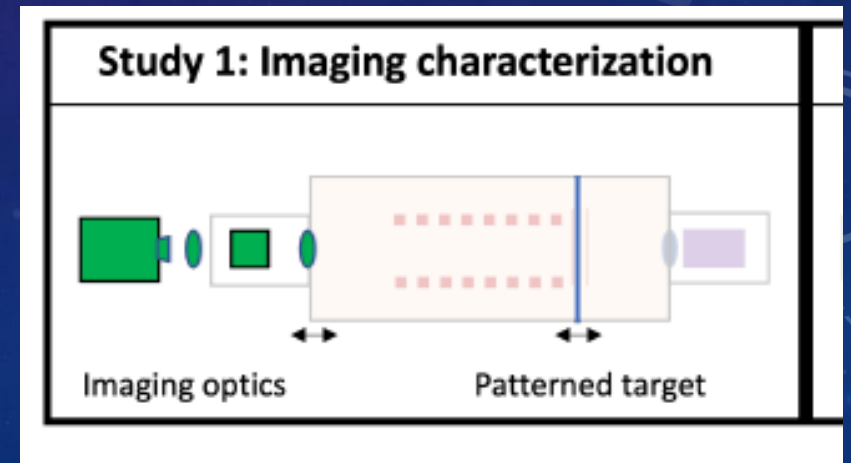 Study 1: Imaging characterization
Imaging optics
Patterned target